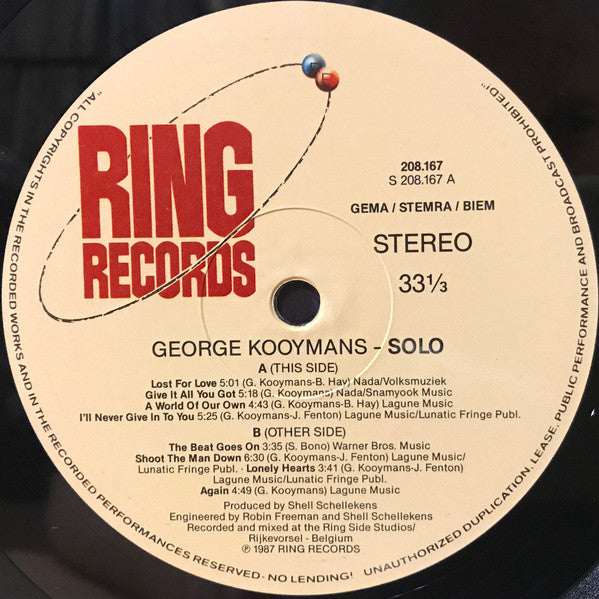 "ALL COPYRIGHTS IN THE RECORDED WORKS AND IN THE RECORDED PERFORMANCES RESERVED - NO LENDING! UNAUTHORIZED DUPLICATION, LEASE, PUBLIC PERFORMANCE AND BROADCAST PROHIBITED!"
RING
RECORDS
208.167
S 208.167 A
GEMA / STEMRA / BIEM
STEREO
33⅓
GEORGE KOOYMANS - SOLO
A (THIS SIDE)
Lost For Love 5:01 (G. Kooymans-B. Hay) Nada/Volksmuziek
Give It All You Got 5:18 (G. Kooymans) Nada/Snamyook Music
A World Of Our Own 4:43 (G. Kooymans-B. Hay) Lagune Music
I'll Never Give In To You 5:25 (G. Kooymans-J. Fenton) Lagune Music/Lunatic Fringe Publ.
B (OTHER SIDE)
The Beat Goes On 3:35 (S. Bono) Warner Bros. Music
Shoot The Man Down 6:30 (G. Kooymans-J. Fenton) Lagune Music/
Lunatic Fringe Publ. · Lonely Hearts 3:41 (G. Kooymans-J. Fenton)
Lagune Music/Lunatic Fringe Publ.
Again 4:49 (G. Kooymans) Lagune Music
Produced by Shell Schellekens
Engineered by Robin Freeman and Shell Schellekens
Recorded and mixed at the Ring Side Studios/
Rijkevorsel - Belgium
℗ 1987 RING RECORDS